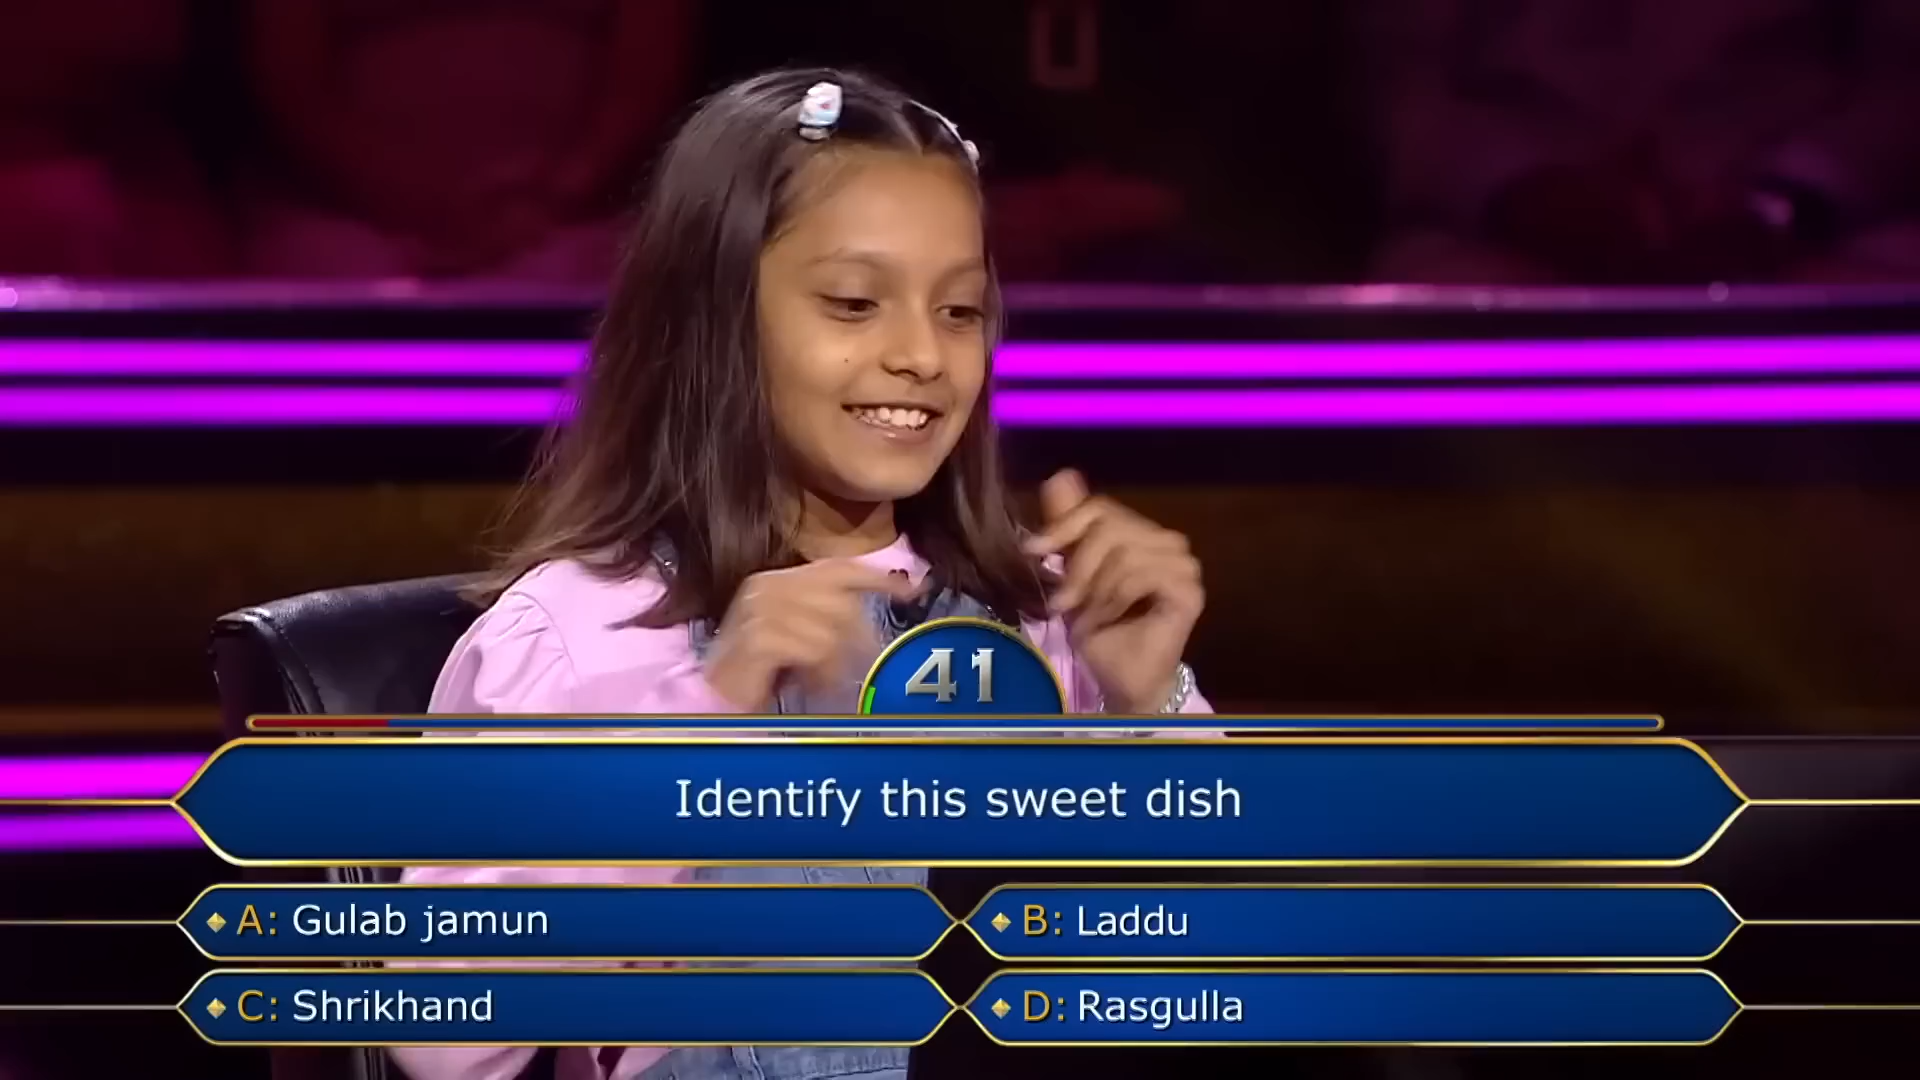 41
Identify this sweet dish
A: Gulab jamun
B: Laddu
C: Shrikhand
D: Rasgulla